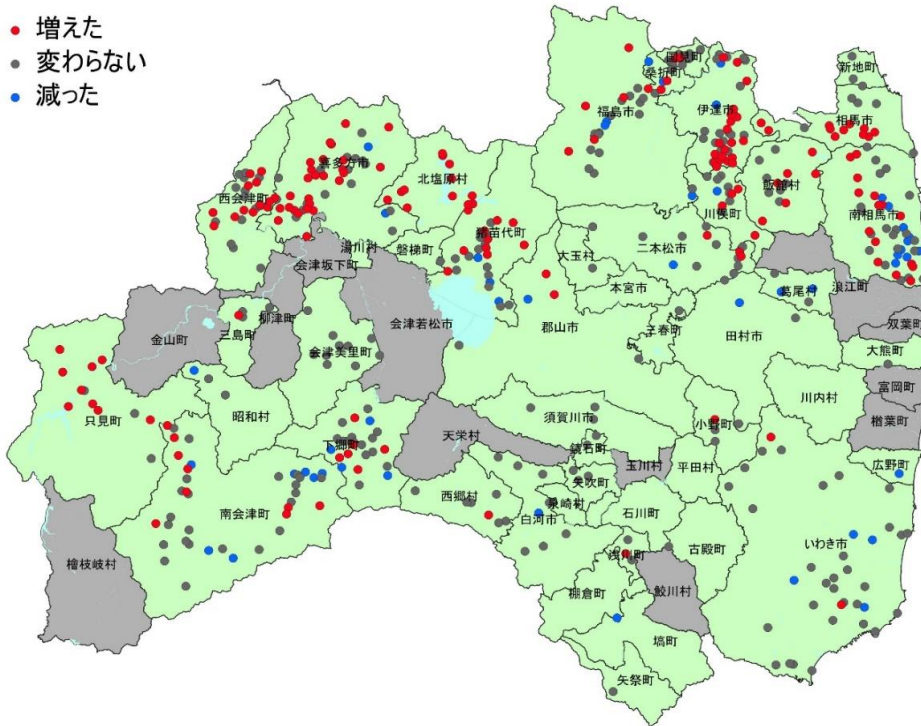 増えた
変わらない
減った
国見町
桑折町
新地町
福島市
伊達市
相馬市
喜多方市
北塩原村
飯舘村
西会津町
川俣町
南相馬市
猪苗代町
湯川村
磐梯町
大玉村
二本松市
会津坂下町
本宮市
葛尾村
浪江町
会津若松市
双葉町
金山町
三島町
柳津町
郡山市
三春町
田村市
大熊町
会津美里町
川内村
富岡町
只見町
昭和村
須賀川市
小野町
楢葉町
下郷町
天栄村
鏡石町
玉川村
平田村
広野町
矢吹町
西郷村
泉崎村
南会津町
白河市
石川町
いわき市
檜枝岐村
浅川町
古殿町
棚倉町
鮫川村
塙町
矢祭町